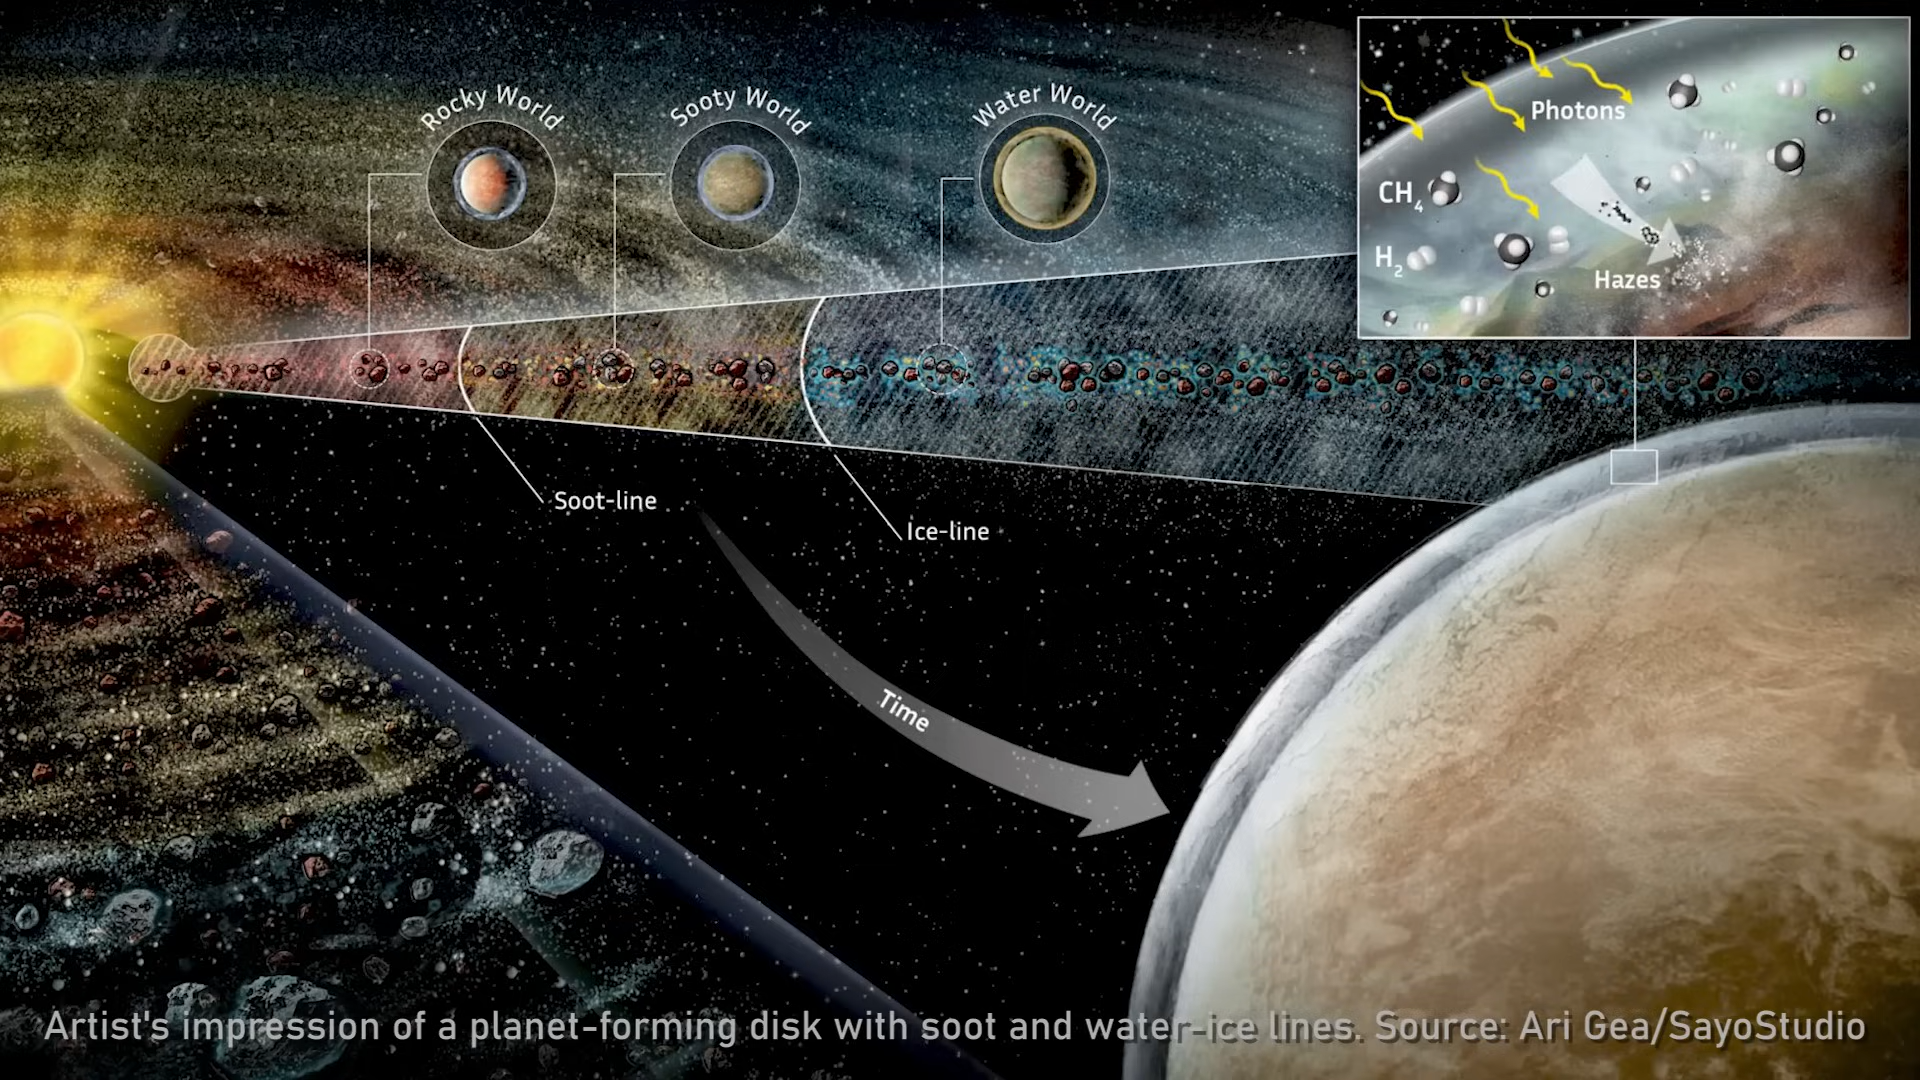 Rocky World
Sooty World
Water World
Photons
CH4
H2
Hazes
Soot-line
Ice-line
Time
Artist's impression of a planet-forming disk with soot and water-ice lines. Source: Ari Gea/SayoStudio